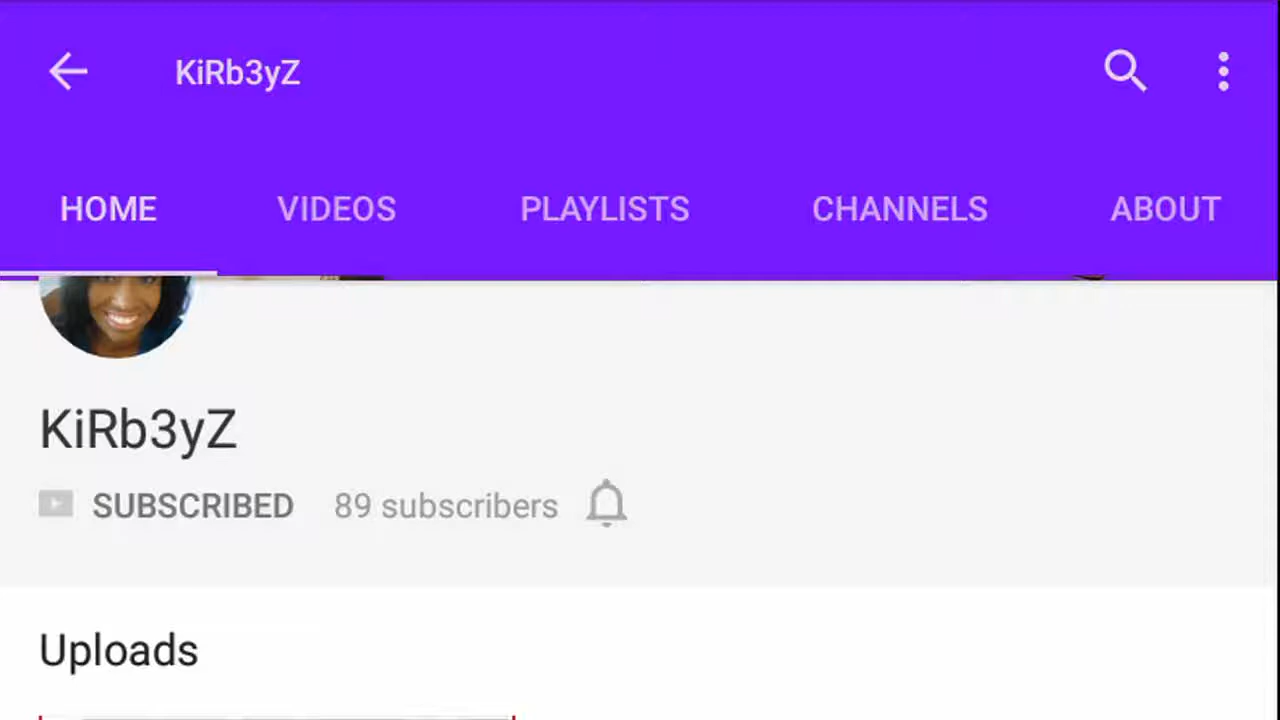 KiRb3yZ
HOME VIDEOS PLAYLISTS CHANNELS ABOUT
KiRb3yZ
SUBSCRIBED 89 subscribers
Uploads